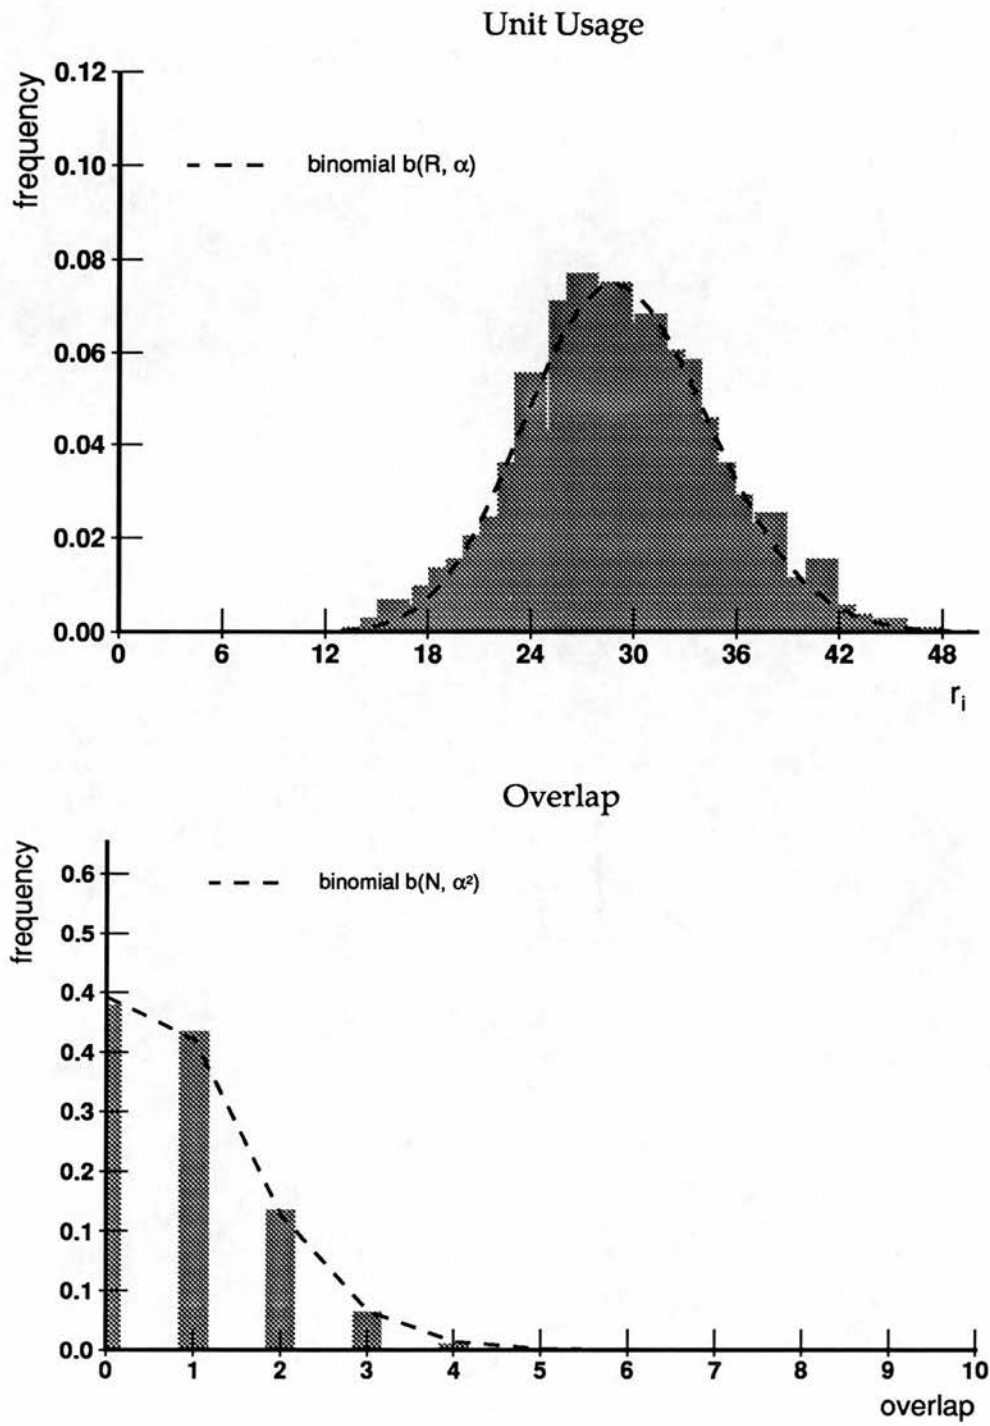 Unit Usage
frequency
0.12
0.10
0.08
0.06
0.04
0.02
0.00
binomial b(R, α)
0 6 12 18 24 30 36 42 48
r_i
Overlap
frequency
0.6
0.5
0.4
0.4
0.3
0.2
0.1
0.1
0.0
binomial b(N, α²)
0 1 2 3 4 5 6 7 8 9 10
overlap